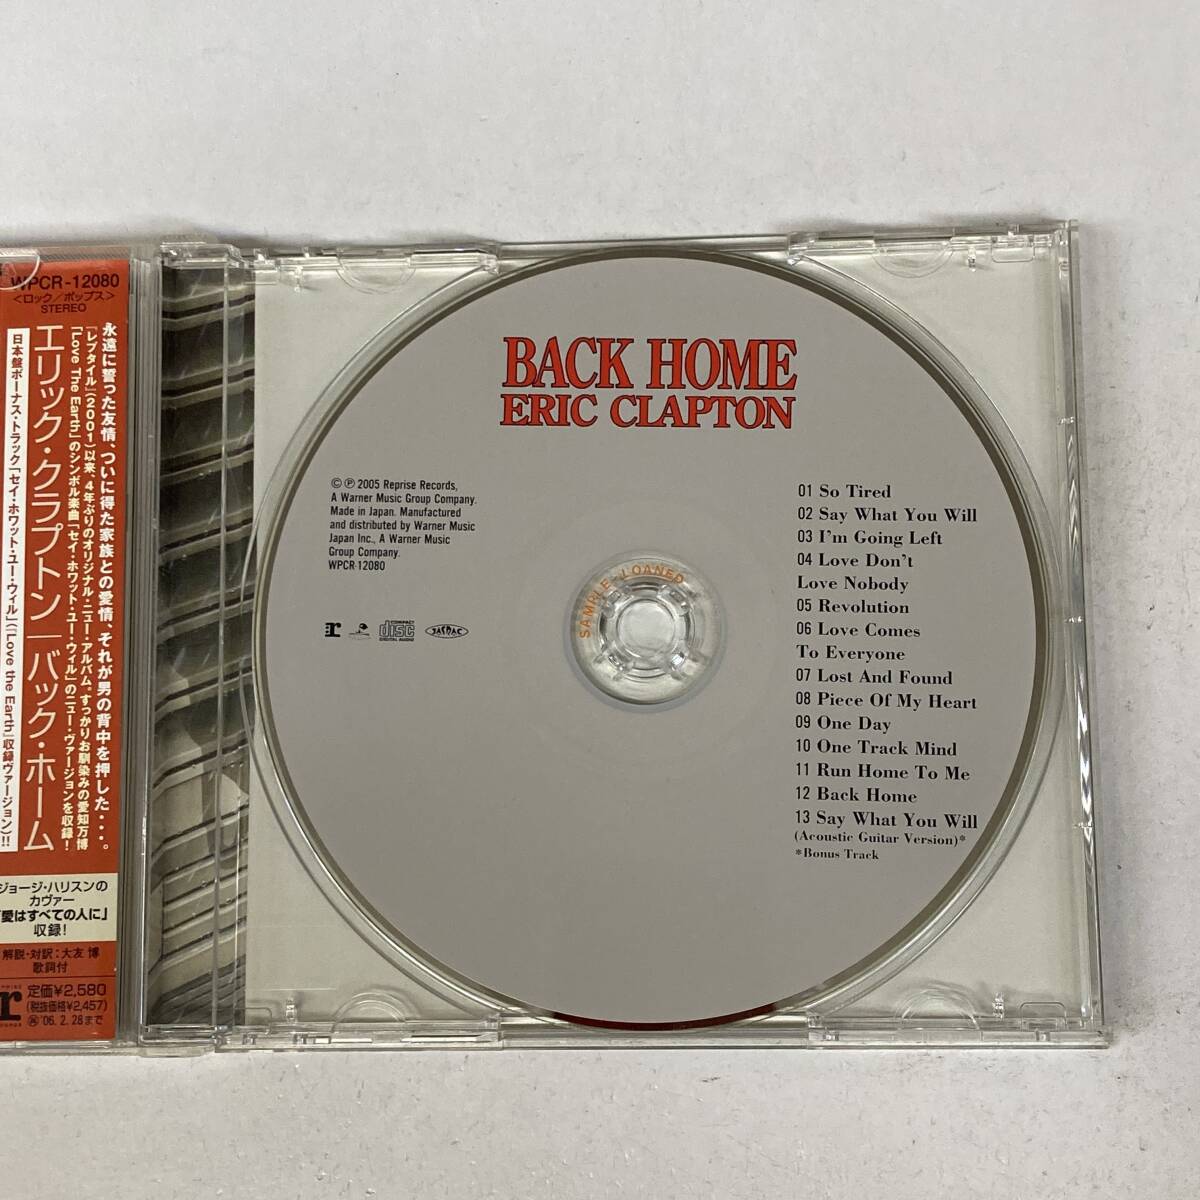 WPCR-12080
<ロック/ポップス>
STEREO
永遠に誓った友情、ついに得た家族との愛情、それが男の背中を押した・・・。
『レプタイル』(2001)以来、4年ぶりのオリジナル・ニュー・アルバム。すっかりお馴染みの愛知万博
「Love The Earth」のシンボル楽曲「セイ・ホワット・ユー・ウィル」のニュー・ヴァージョンを収録!
エリック・クラプトン|バック・ホーム
日本盤ボーナス・トラック「セイ・ホワット・ユー・ウィル」(「Love the Earth」収録ヴァージョン)!!
ジョージ・ハリスンの
カヴァー
「愛はすべての人に」
収録!
解説・対訳:大友 博
歌詞付
定価¥2,580
(税抜価格¥2,457)
'06. 2. 28まで
BACK HOME
ERIC CLAPTON
© ℗ 2005 Reprise Records,
A Warner Music Group Company.
Made in Japan. Manufactured
and distributed by Warner Music
Japan Inc., A Warner Music
Group Company.
WPCR-12080
r
COMPACT
disc
DIGITAL AUDIO
JASRAC
SAMPLE LOANED
01 So Tired
02 Say What You Will
03 I'm Going Left
04 Love Don't
Love Nobody
05 Revolution
06 Love Comes
To Everyone
07 Lost And Found
08 Piece Of My Heart
09 One Day
10 One Track Mind
11 Run Home To Me
12 Back Home
13 Say What You Will
(Acoustic Guitar Version)*
*Bonus Track